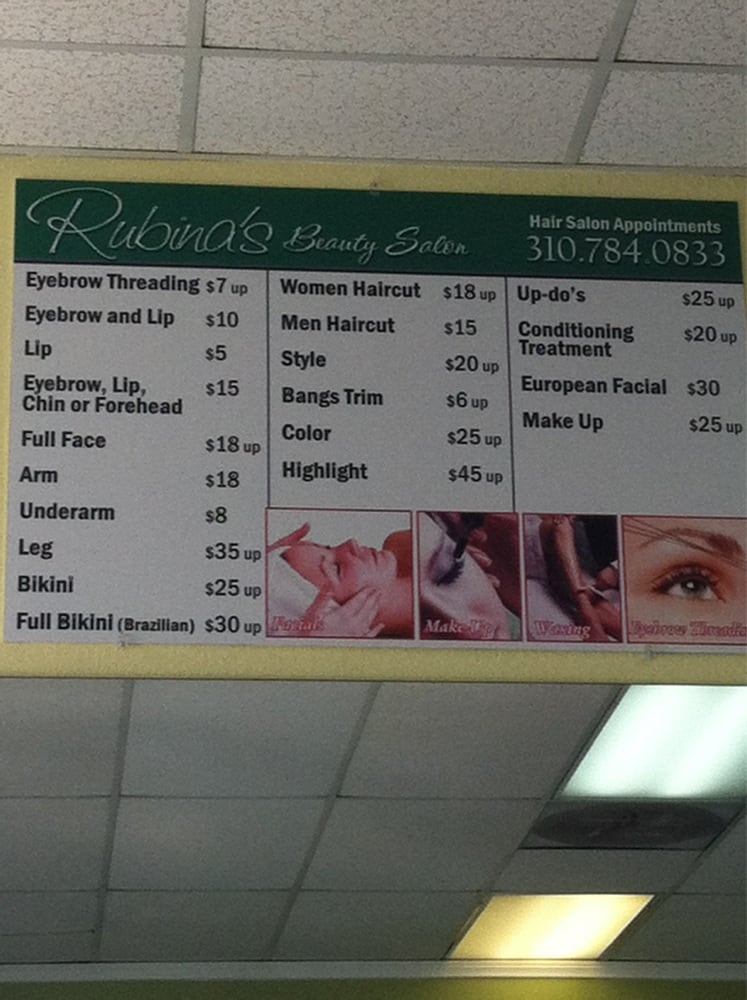 Rubina's Beauty Salon
Hair Salon Appointments
310.784.0833
Eyebrow Threading $7 up
Eyebrow and Lip $10
Lip $5
Eyebrow, Lip,
Chin or Forehead $15
Full Face $18 up
Arm $18
Underarm $8
Leg $35 up
Bikini $25 up
Full Bikini (Brazilian) $30 up
Women Haircut $18 up
Men Haircut $15
Style $20 up
Bangs Trim $6 up
Color $25 up
Highlight $45 up
Up-do's $25 up
Conditioning
Treatment $20 up
European Facial $30
Make Up $25 up
Facials
Make Up
Waxing
Eyebrow Threadin